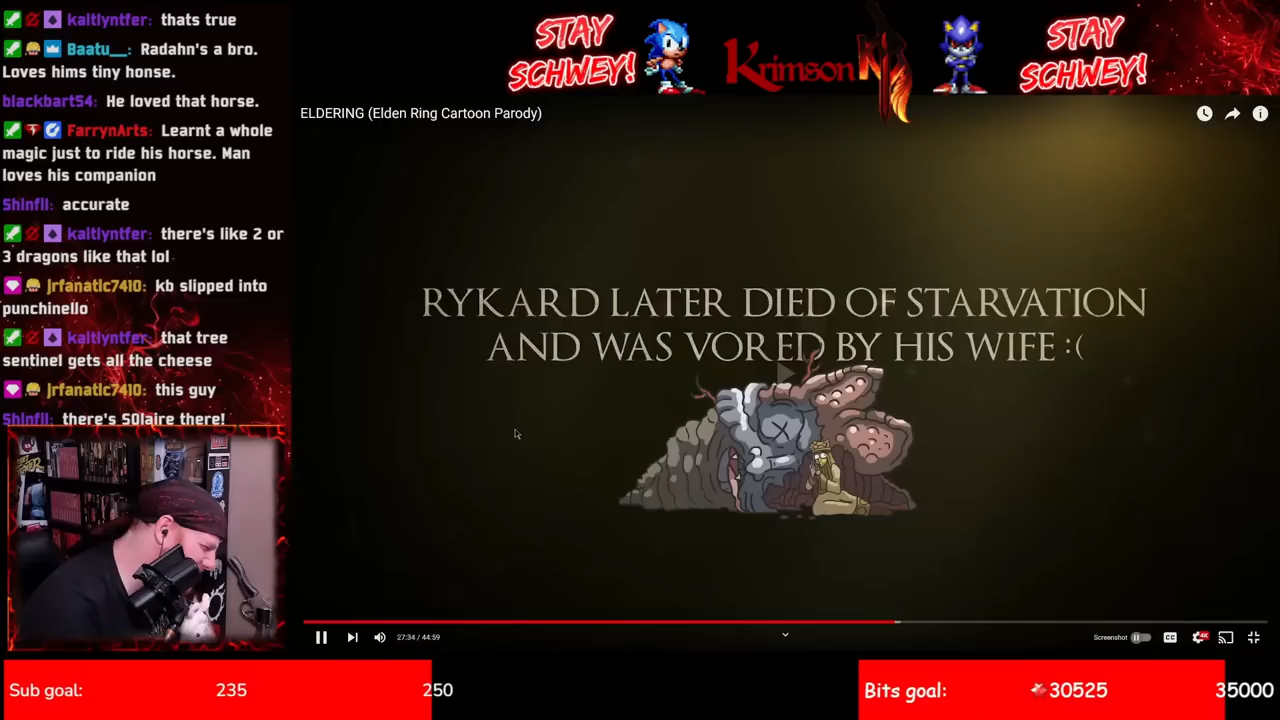 kaitlyntfer: thats true
Baatu__: Radahn's a bro.
Loves hims tiny honse.
blackbart54: He loved that horse.
FarrynArts: Learnt a whole
magic just to ride his horse. Man
loves his companion
Shinfll: accurate
kaitlyntfer: there's like 2 or
3 dragons like that lol
jrfanatic7410: kb slipped into
punchinello
kaitlyntfer: that tree
sentinel gets all the cheese
jrfanatic7410: this guy
Shinfll: there's SOlaire there!
STAY
SCHWEY!
Krimson
KB
STAY
SCHWEY!
ELDERING (Elden Ring Cartoon Parody)
RYKARD LATER DIED OF STARVATION
AND WAS VORED BY HIS WIFE :(
27:34 / 44:59
Screenshot
CC
4K
Sub goal: 235 250
Bits goal: 30525 35000